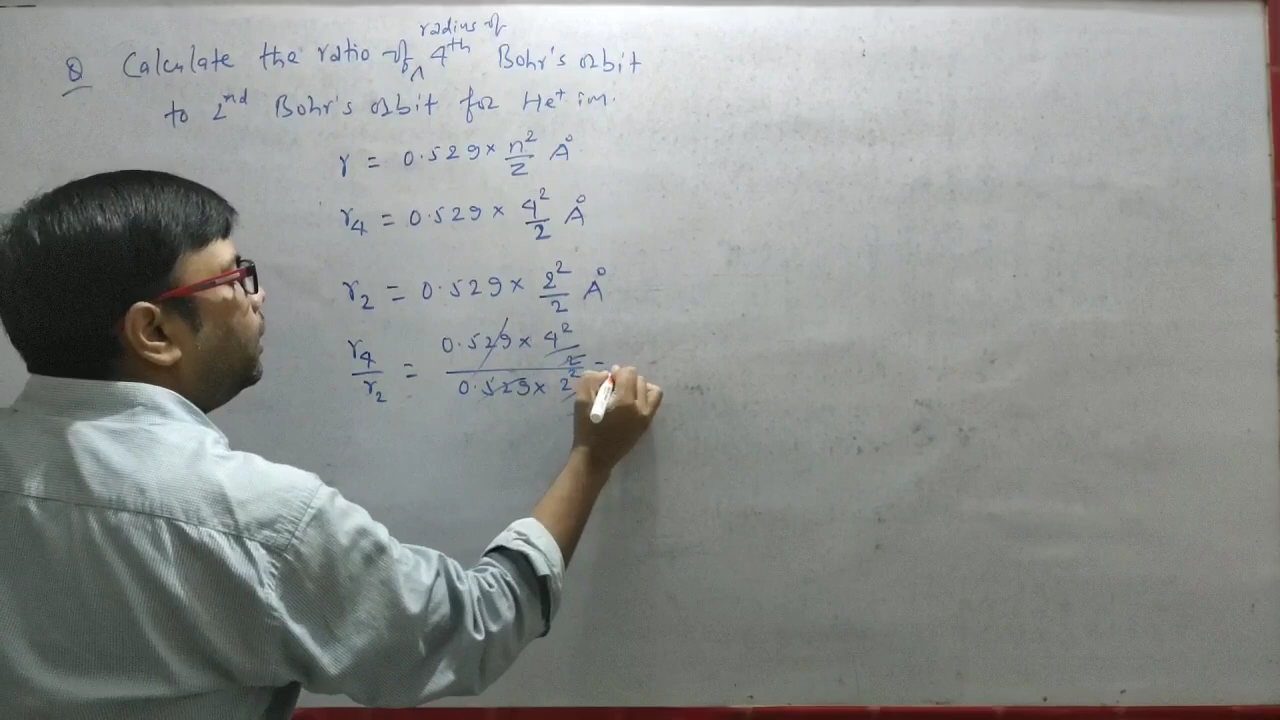 radius of
Q Calculate the ratio of ^ 4th Bohr's orbit
to 2nd Bohr's orbit for He+ ion.
r = 0.529 × n²/Z Å
r4 = 0.529 × 4²/2 Å
r2 = 0.529 × 2²/2 Å
r4/r2 = 0.529 × 4²/2 / 0.529 × 2² =